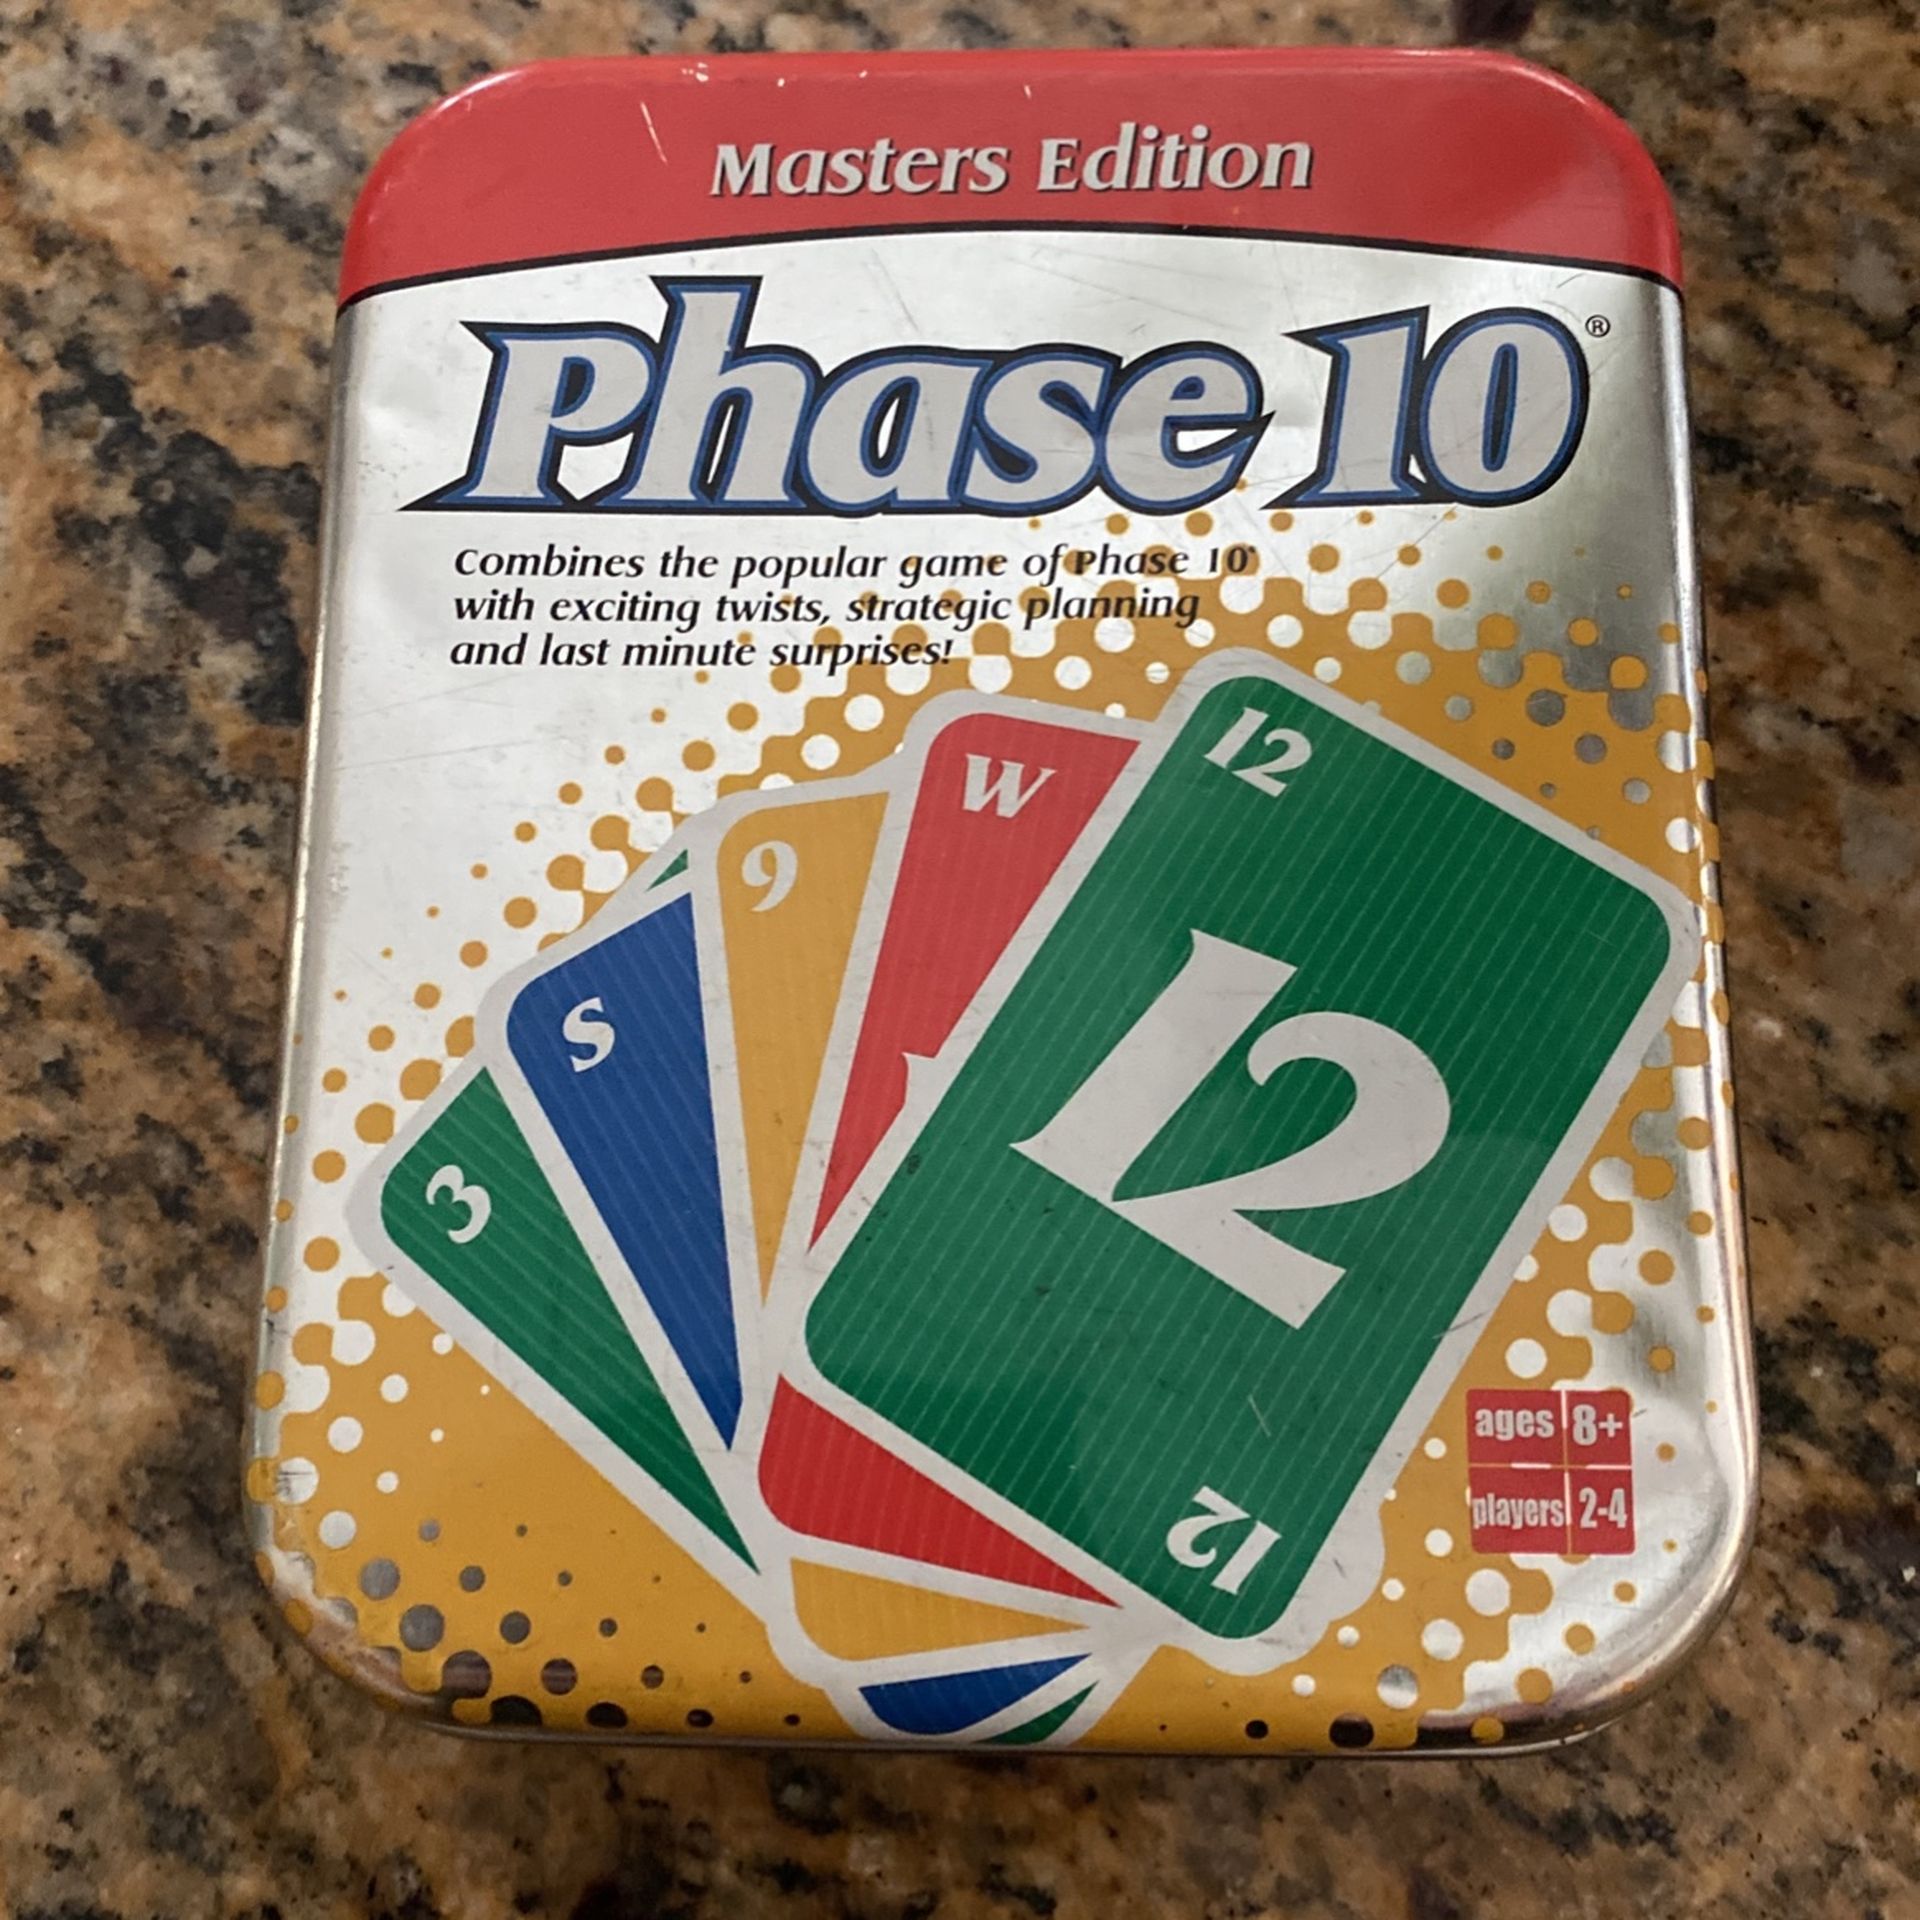 Masters Edition
Phase 10®
Combines the popular game of Phase 10®
with exciting twists, strategic planning
and last minute surprises!
12
W
9
S
3
12
12
ages 8+
players 2-4